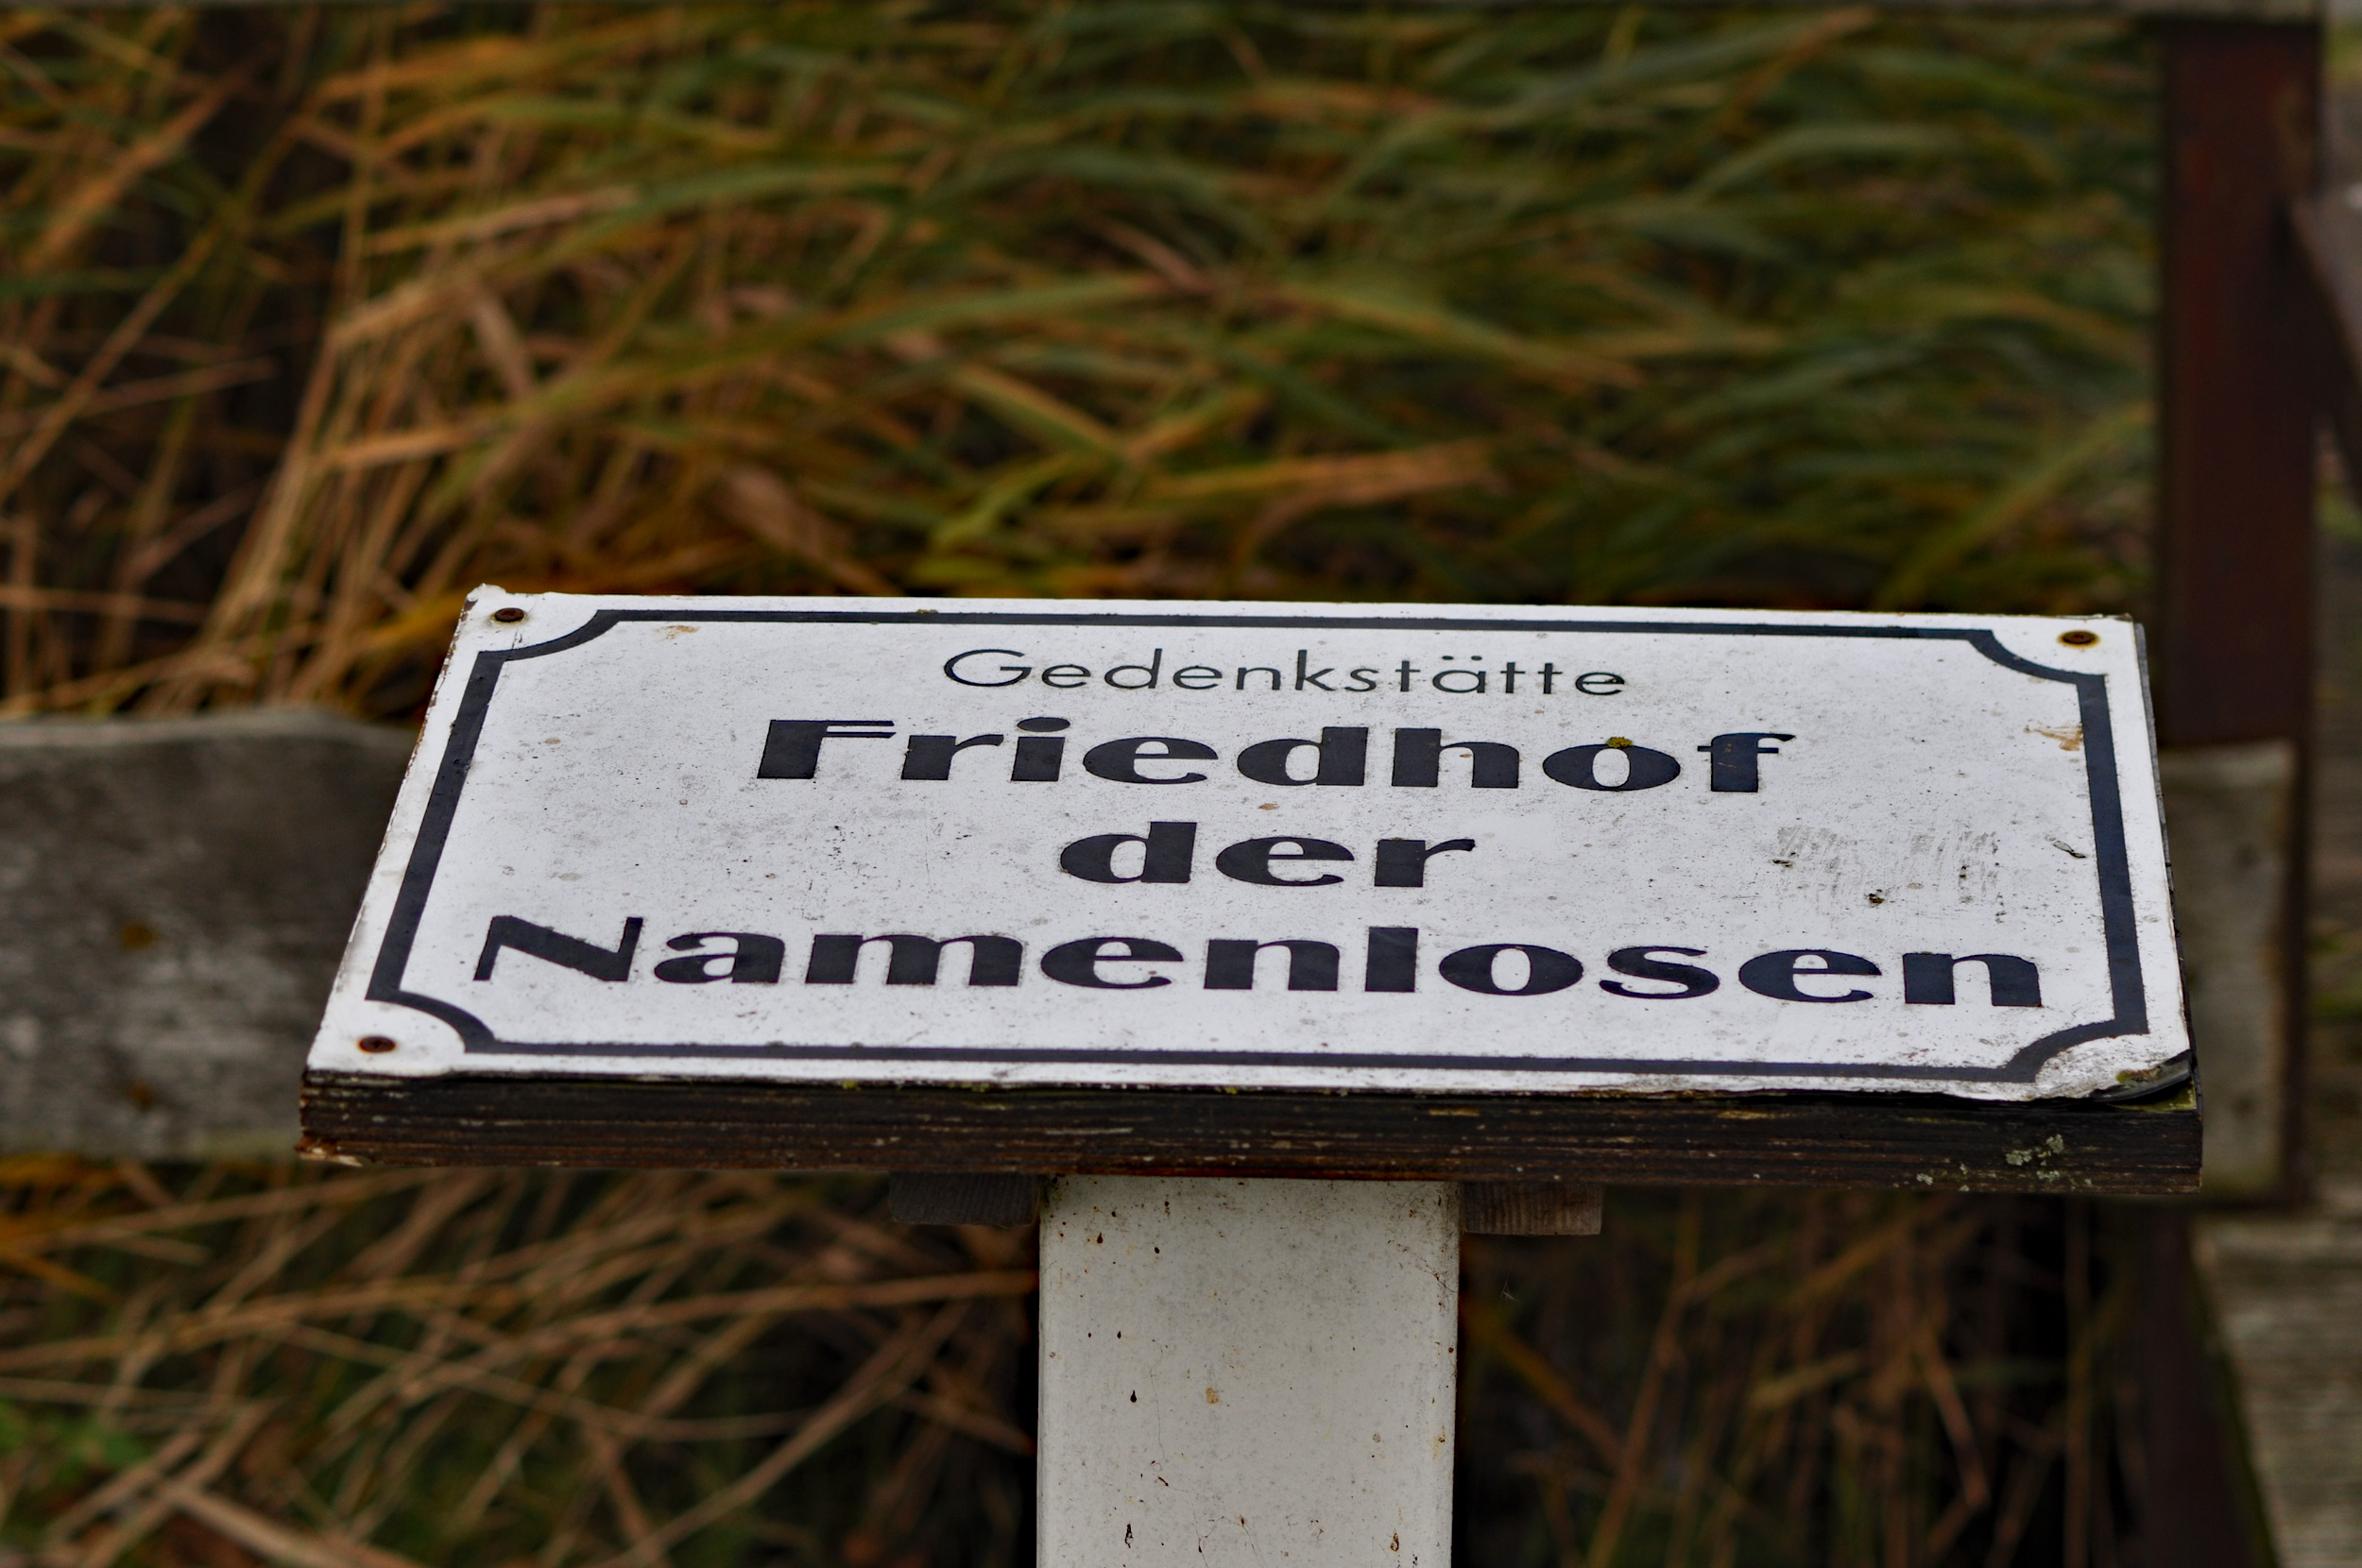 Gedenkstätte
Friedhof
der
Namenlosen